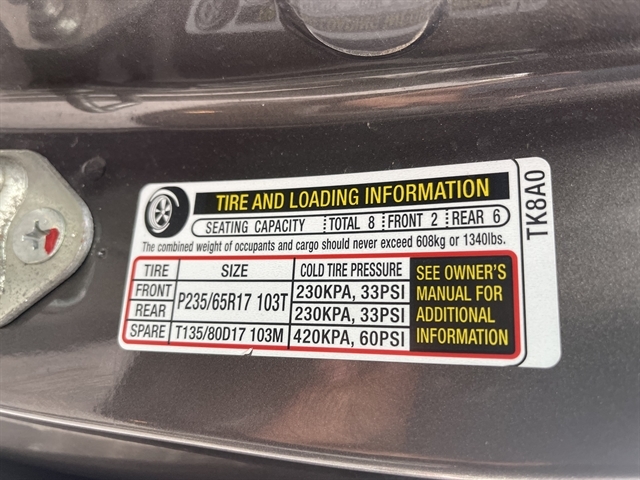 TIRE AND LOADING INFORMATION
SEATING CAPACITY TOTAL 8 FRONT 2 REAR 6
The combined weight of occupants and cargo should never exceed 608kg or 1340lbs.
TIRE SIZE COLD TIRE PRESSURE
FRONT P235/65R17 103T 230KPA, 33PSI
REAR 230KPA, 33PSI
SPARE T135/80D17 103M 420KPA, 60PSI
SEE OWNER'S
MANUAL FOR
ADDITIONAL
INFORMATION
TK8A0